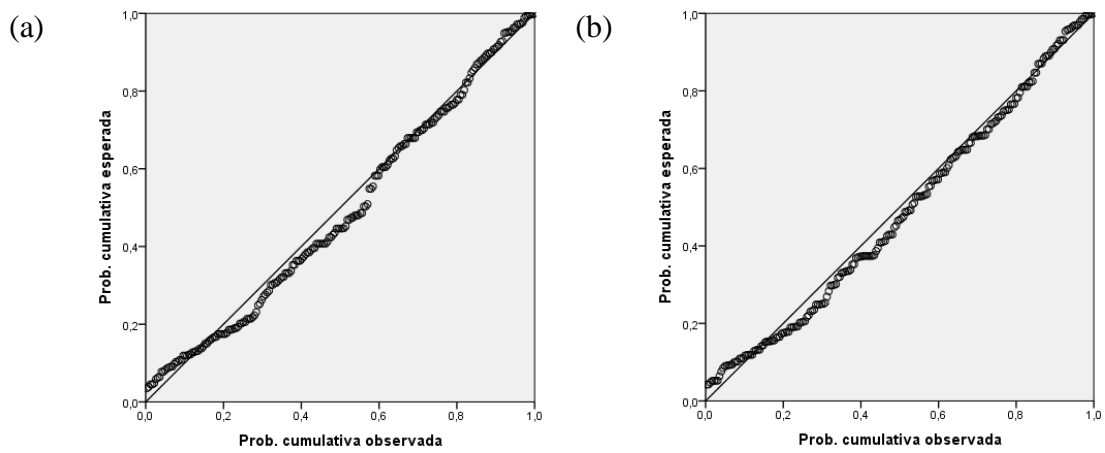 (a)
Prob. cumulativa esperada
1,0
0,8
0,6
0,4
0,2
0,0
0,0 0,2 0,4 0,6 0,8 1,0
Prob. cumulativa observada
(b)
Prob. cumulativa esperada
1,0
0,8
0,6
0,4
0,2
0,0
0,0 0,2 0,4 0,6 0,8 1,0
Prob. cumulativa observada